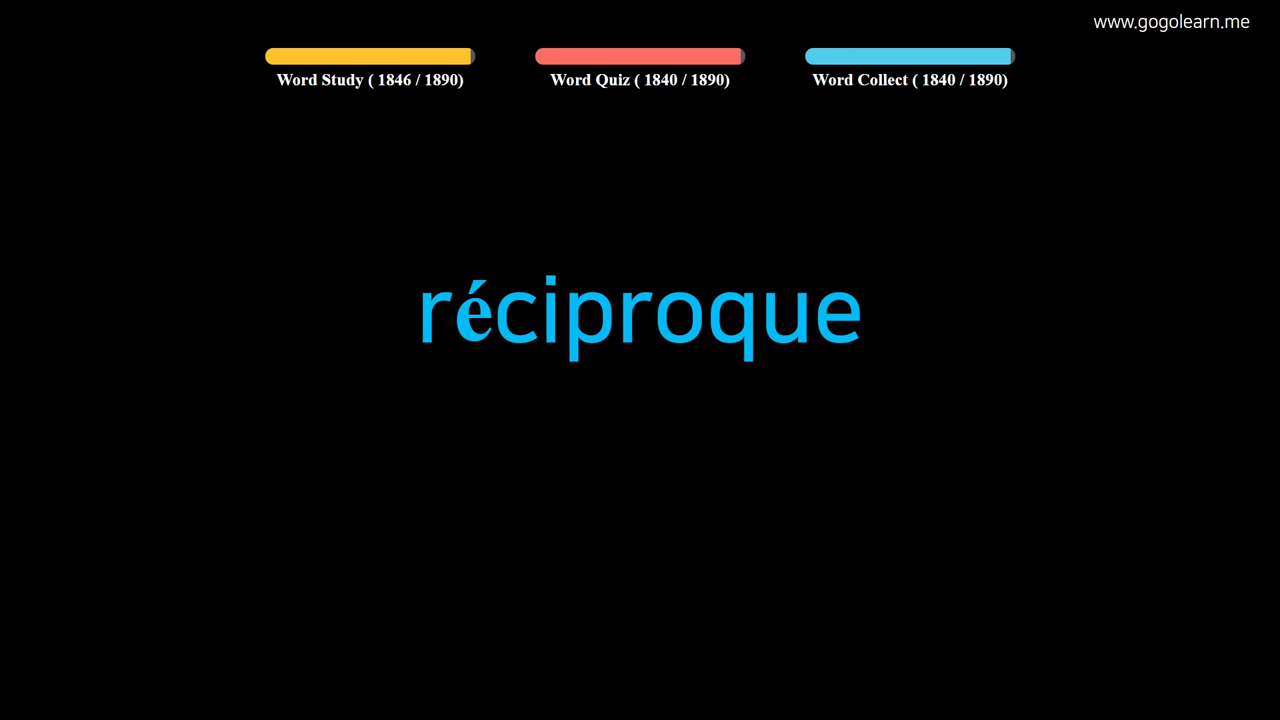 www.gogolearn.me
Word Study ( 1846 / 1890)
Word Quiz ( 1840 / 1890)
Word Collect ( 1840 / 1890)
réciproque